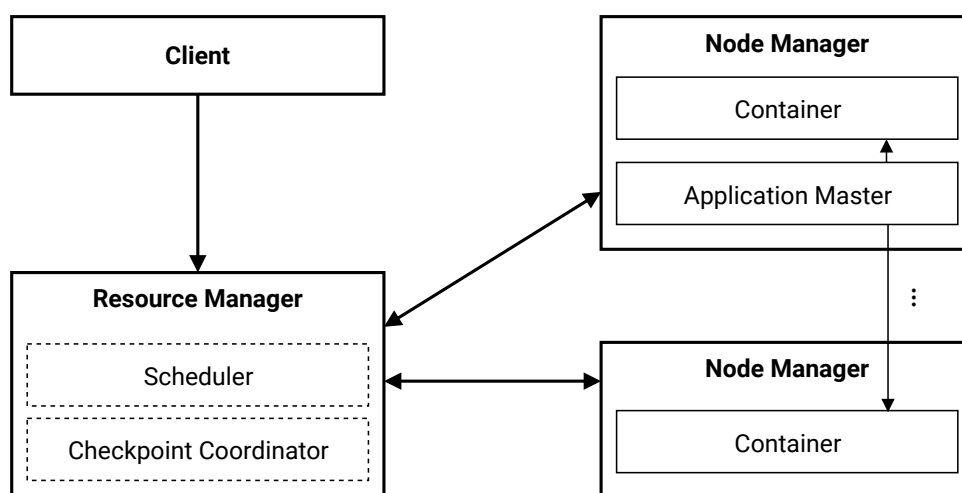 Client
Resource Manager
Scheduler
Checkpoint Coordinator
Node Manager
Container
Application Master
...
Node Manager
Container